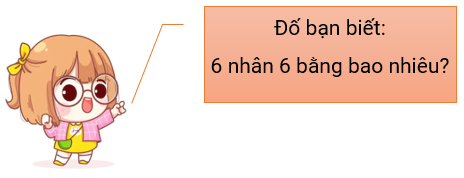 Đố bạn biết:
6 nhân 6 bằng bao nhiêu?